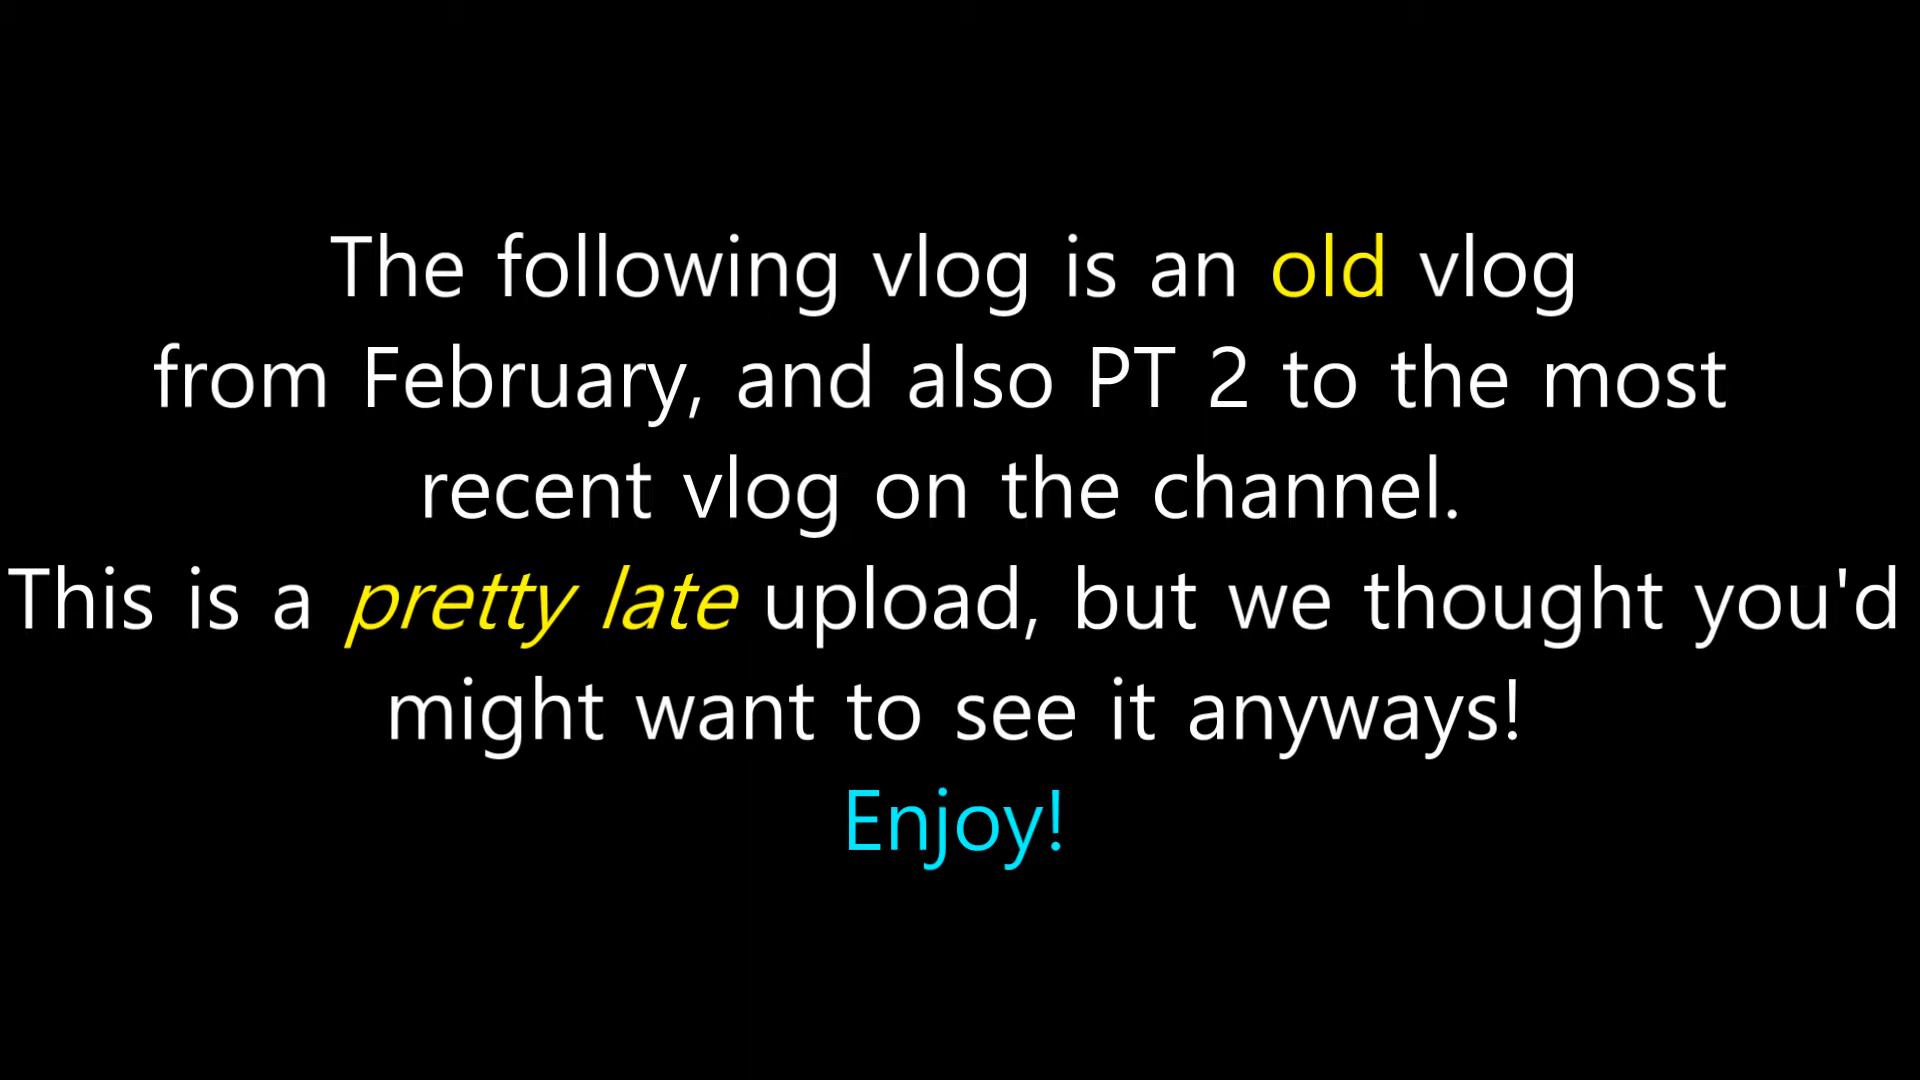 The following vlog is an old vlog
from February, and also PT 2 to the most
recent vlog on the channel.
This is a pretty late upload, but we thought you'd
might want to see it anyways!
Enjoy!